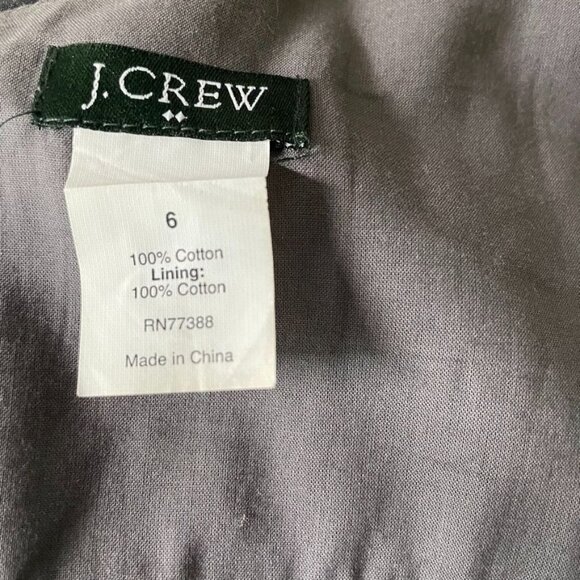 J.CREW
6
100% Cotton
Lining:
100% Cotton
RN77388
Made in China